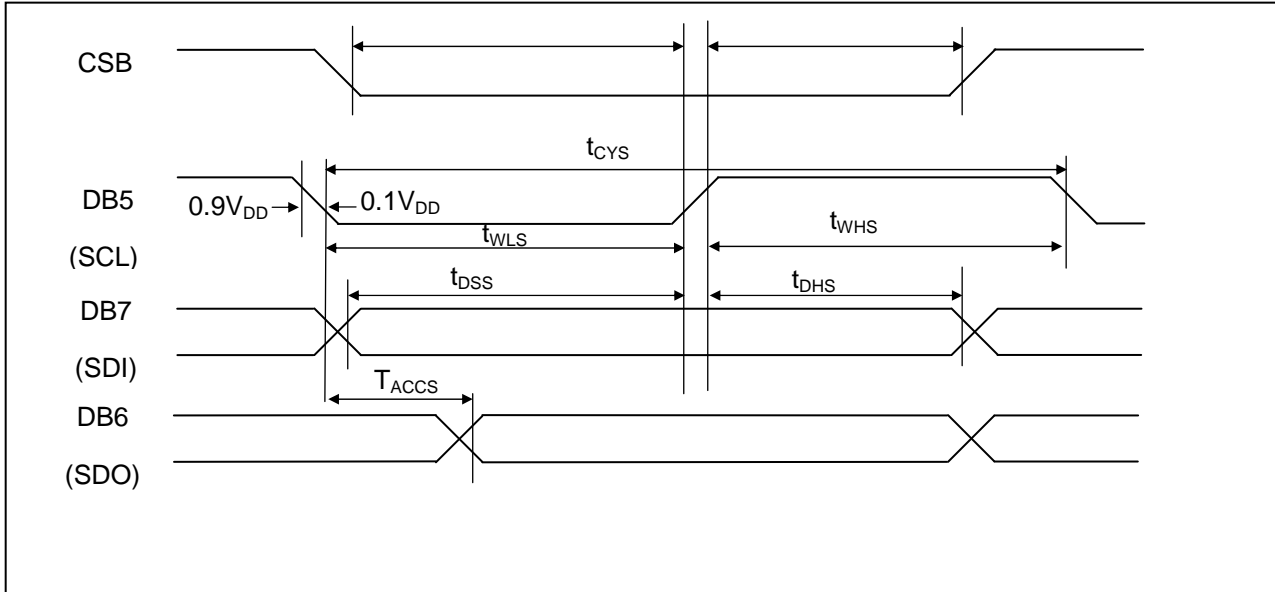 CSB
tCYS
DB5
0.9VDD
0.1VDD
tWLS
tWHS
(SCL)
tDSS
tDHS
DB7
(SDI)
TACCS
DB6
(SDO)